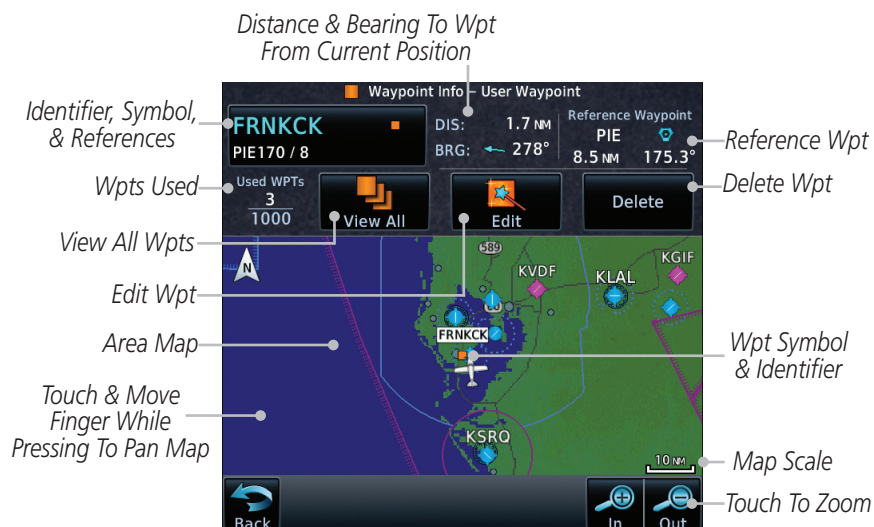 Distance & Bearing To Wpt
From Current Position
Waypoint Info – User Waypoint
Identifier, Symbol,
& References
FRNKCK
PIE170 / 8
DIS: 1.7 NM
BRG: 278°
Reference Waypoint
PIE
8.5 NM 175.3°
Reference Wpt
Wpts Used
Used WPTs
3
1000
View All
Edit
Delete
Delete Wpt
View All Wpts
Edit Wpt
Area Map
Touch & Move
Finger While
Pressing To Pan Map
N
589
KVDF
KLAL
KGIF
FRNKCK
Wpt Symbol
& Identifier
KSRQ
10 NM
Map Scale
Back
In
Out
Touch To Zoom